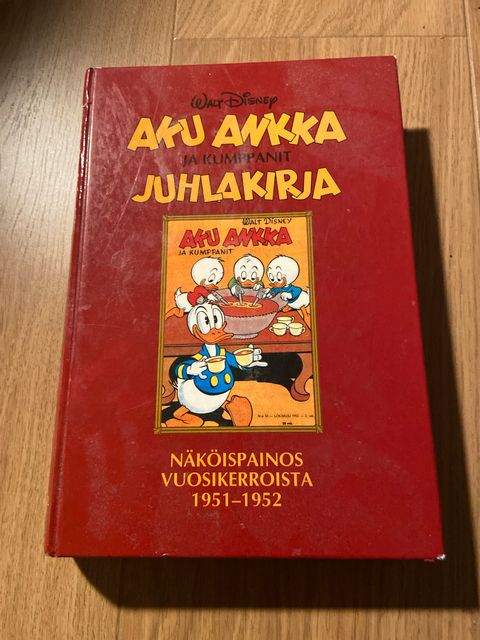 WALT DISNEY
AKU ANKKA
JA KUMPPANIT
JUHLAKIRJA
WALT DISNEY
AKU ANKKA
JA KUMPPANIT
NÄKÖISPAINOS
VUOSIKERROISTA
1951–1952